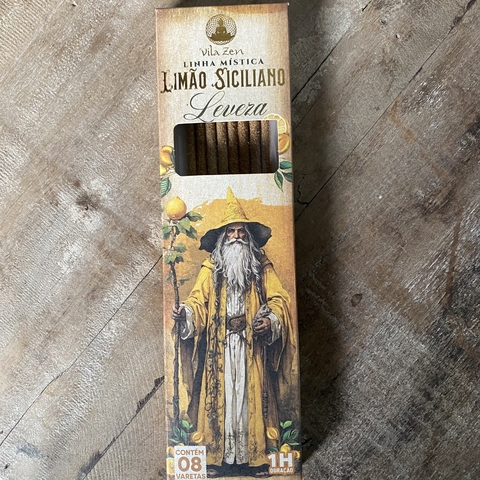 Vila Zen
LINHA MÍSTICA
LIMÃO SICILIANO
Leveza
CONTÉM
08
VARETAS
1H
DURAÇÃO